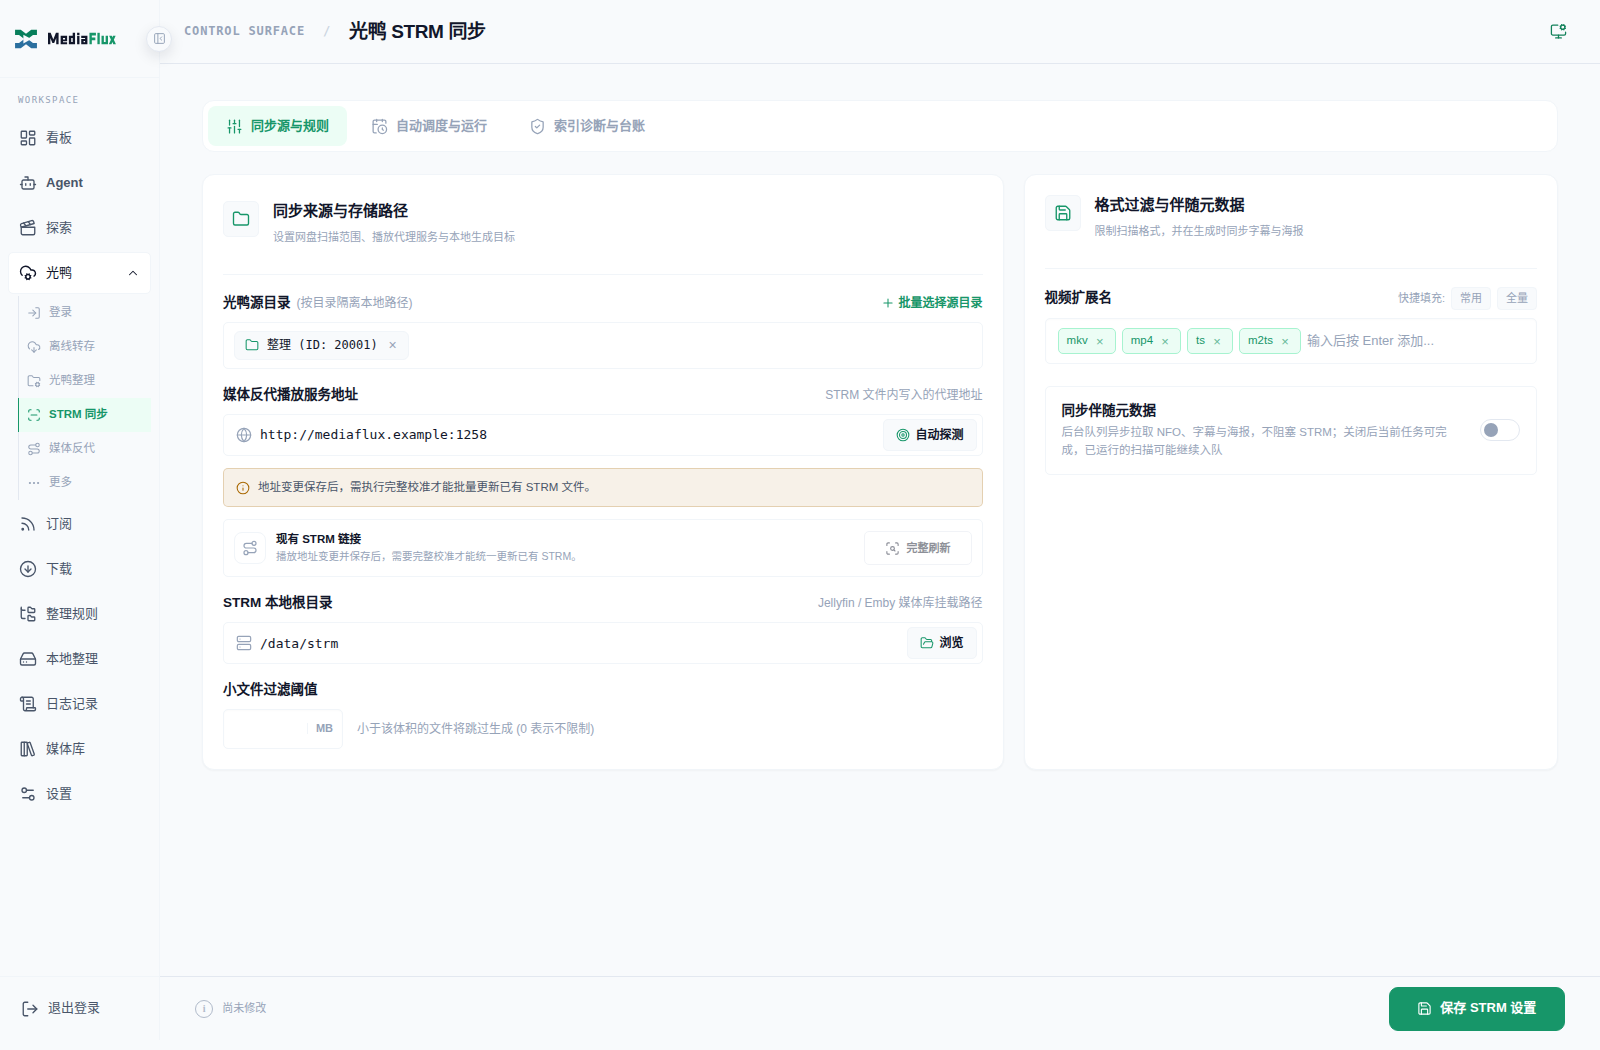 MediaFlux
CONTROL SURFACE / 光鸭 STRM 同步
WORKSPACE
看板
Agent
探索
光鸭
登录
离线转存
光鸭整理
STRM 同步
媒体反代
更多
订阅
下载
整理规则
本地整理
日志记录
媒体库
设置
退出登录
同步源与规则 自动调度与运行 索引诊断与台账
同步来源与存储路径
设置网盘扫描范围、播放代理服务与本地生成目标
光鸭源目录 (按目录隔离本地路径) + 批量选择源目录
整理 (ID: 20001) ×
媒体反代播放服务地址 STRM 文件内写入的代理地址
http://mediaflux.example:1258 自动探测
地址变更保存后，需执行完整校准才能批量更新已有 STRM 文件。
现有 STRM 链接
播放地址变更并保存后，需要完整校准才能统一更新已有 STRM。
完整刷新
STRM 本地根目录 Jellyfin / Emby 媒体库挂载路径
/data/strm 浏览
小文件过滤阈值
MB 小于该体积的文件将跳过生成 (0 表示不限制)
格式过滤与伴随元数据
限制扫描格式，并在生成时同步字幕与海报
视频扩展名 快捷填充: 常用 全量
mkv × mp4 × ts × m2ts × 输入后按 Enter 添加...
同步伴随元数据
后台队列异步拉取 NFO、字幕与海报，不阻塞 STRM；关闭后当前任务可完
成，已运行的扫描可能继续入队
尚未修改
保存 STRM 设置